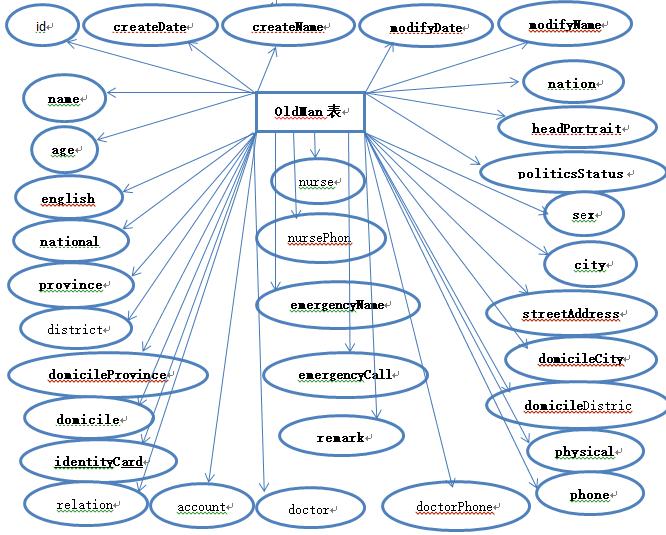 id
createDate
createName
modifyDate
modifyName
name
OldMan 表
nation
headPortrait
age
nurse
politicsStatus
english
sex
national
nursePhon
city
province
emergencyName
streetAddress
district
domicileProvince
emergencyCall
domicileCity
domicile
remark
domicileDistric
identityCard
physical
relation
account
doctor
doctorPhone
phone